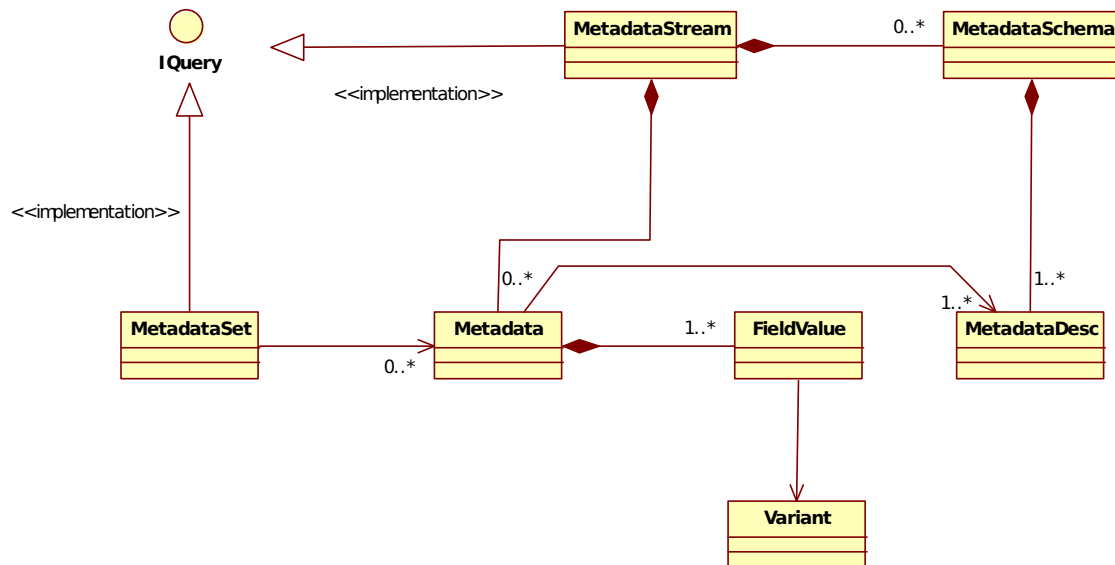 MetadataStream
0..*
MetadataSchema
IQuery
<<implementation>>
<<implementation>>
0..*
1..*
1..*
MetadataSet
0..*
Metadata
1..*
FieldValue
MetadataDesc
Variant